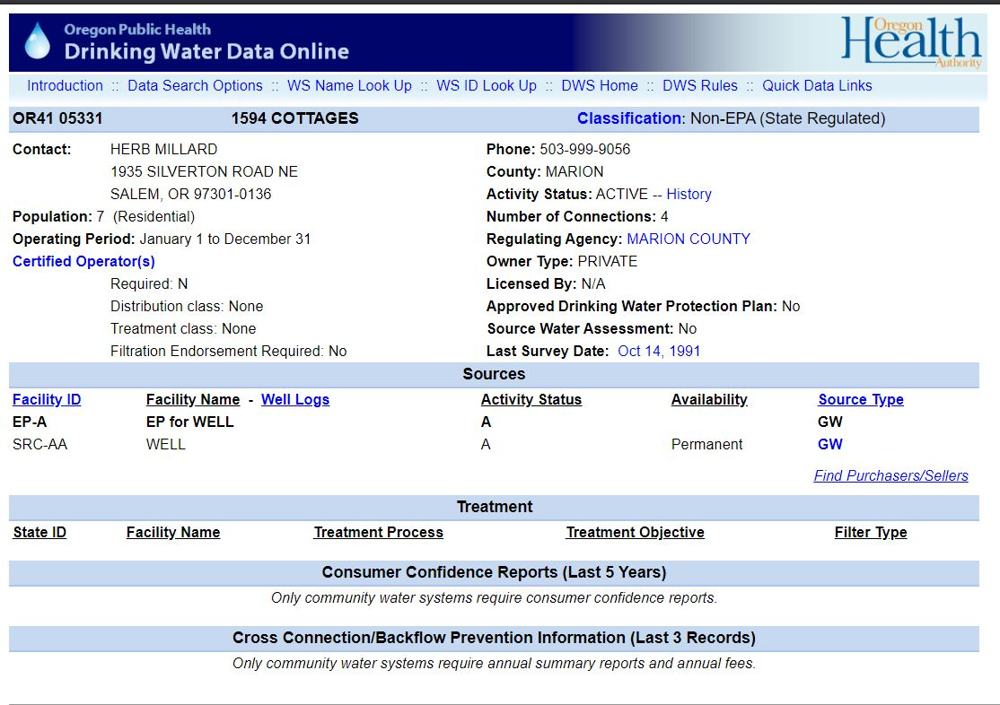 Oregon Public Health
Drinking Water Data Online
Oregon Health Authority
Introduction :: Data Search Options :: WS Name Look Up :: WS ID Look Up :: DWS Home :: DWS Rules :: Quick Data Links
OR41 05331 1594 COTTAGES Classification: Non-EPA (State Regulated)
Contact: HERB MILLARD Phone: 503-999-9056
1935 SILVERTON ROAD NE County: MARION
SALEM, OR 97301-0136 Activity Status: ACTIVE -- History
Population: 7 (Residential) Number of Connections: 4
Operating Period: January 1 to December 31 Regulating Agency: MARION COUNTY
Certified Operator(s) Owner Type: PRIVATE
Required: N Licensed By: N/A
Distribution class: None Approved Drinking Water Protection Plan: No
Treatment class: None Source Water Assessment: No
Filtration Endorsement Required: No Last Survey Date: Oct 14, 1991
Sources
Facility ID Facility Name - Well Logs Activity Status Availability Source Type
EP-A EP for WELL A GW
SRC-AA WELL A Permanent GW
Find Purchasers/Sellers
Treatment
State ID Facility Name Treatment Process Treatment Objective Filter Type
Consumer Confidence Reports (Last 5 Years)
Only community water systems require consumer confidence reports.
Cross Connection/Backflow Prevention Information (Last 3 Records)
Only community water systems require annual summary reports and annual fees.